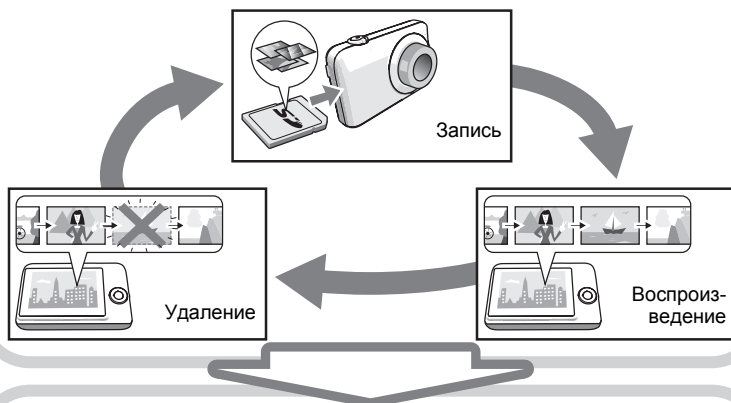 Запись
Удаление
Воспроиз-
ведение